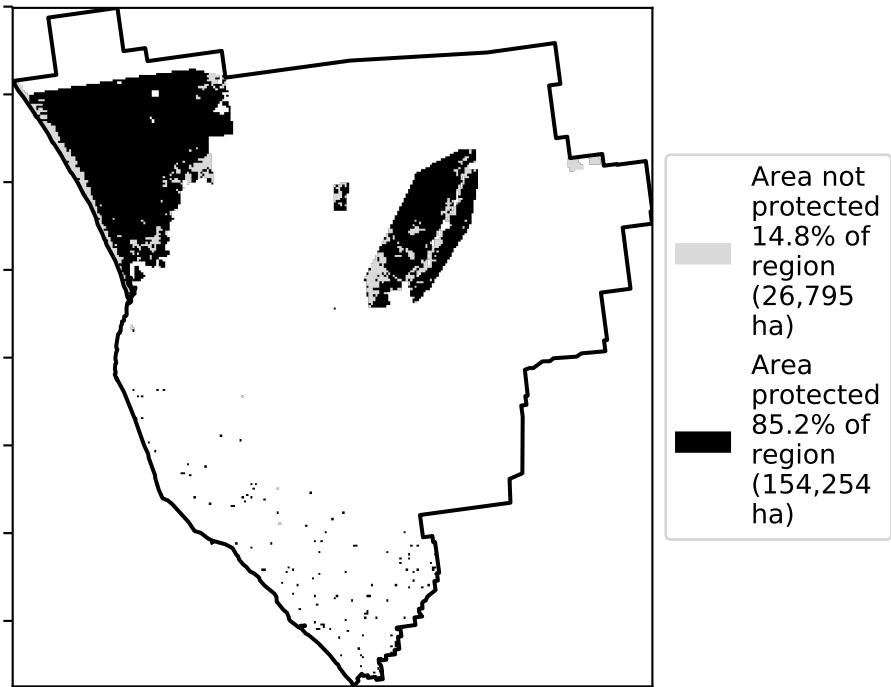 Area not
protected
14.8% of
region
(26,795
ha)
Area
protected
85.2% of
region
(154,254
ha)